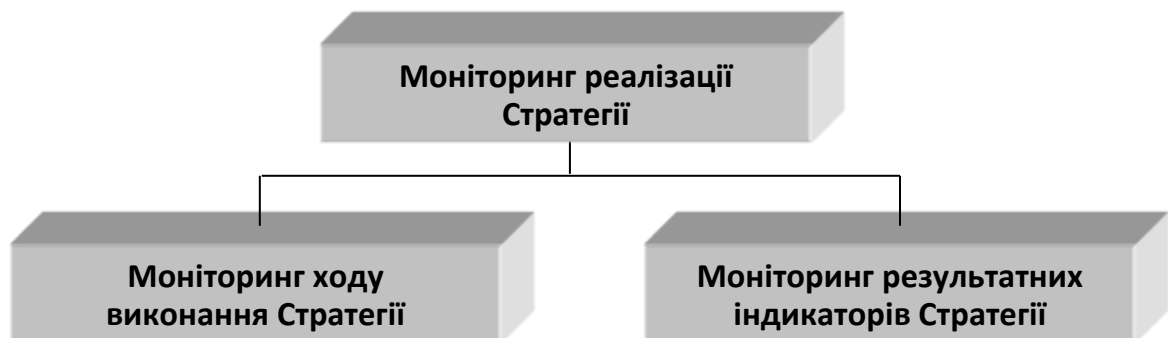 Моніторинг реалізації
Стратегії
Моніторинг ходу
виконання Стратегії
Моніторинг результатних
індикаторів Стратегії